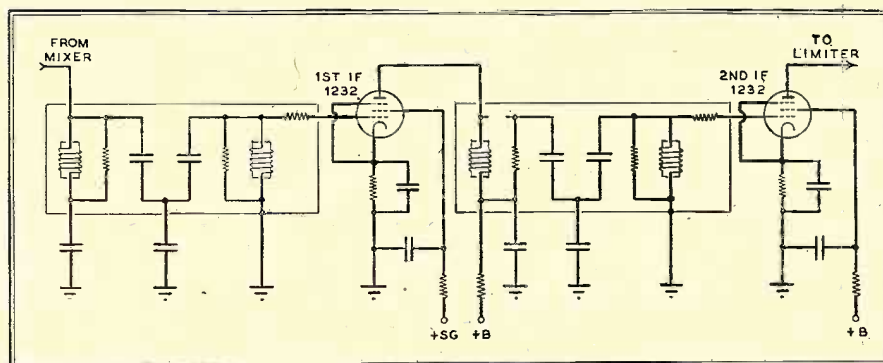 FROM
MIXER
1ST IF
1232
2ND IF
1232
TO
LIMITER
+SG
+B
+B